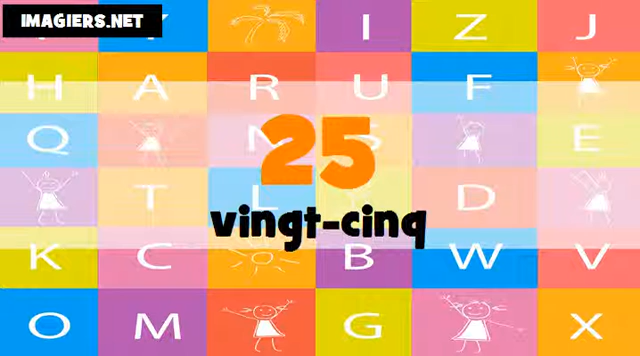 IMAGIERS.NET
I Z J
H A R U F
Q E
25
T L D
vingt-cinq
K C B W V
O M G X